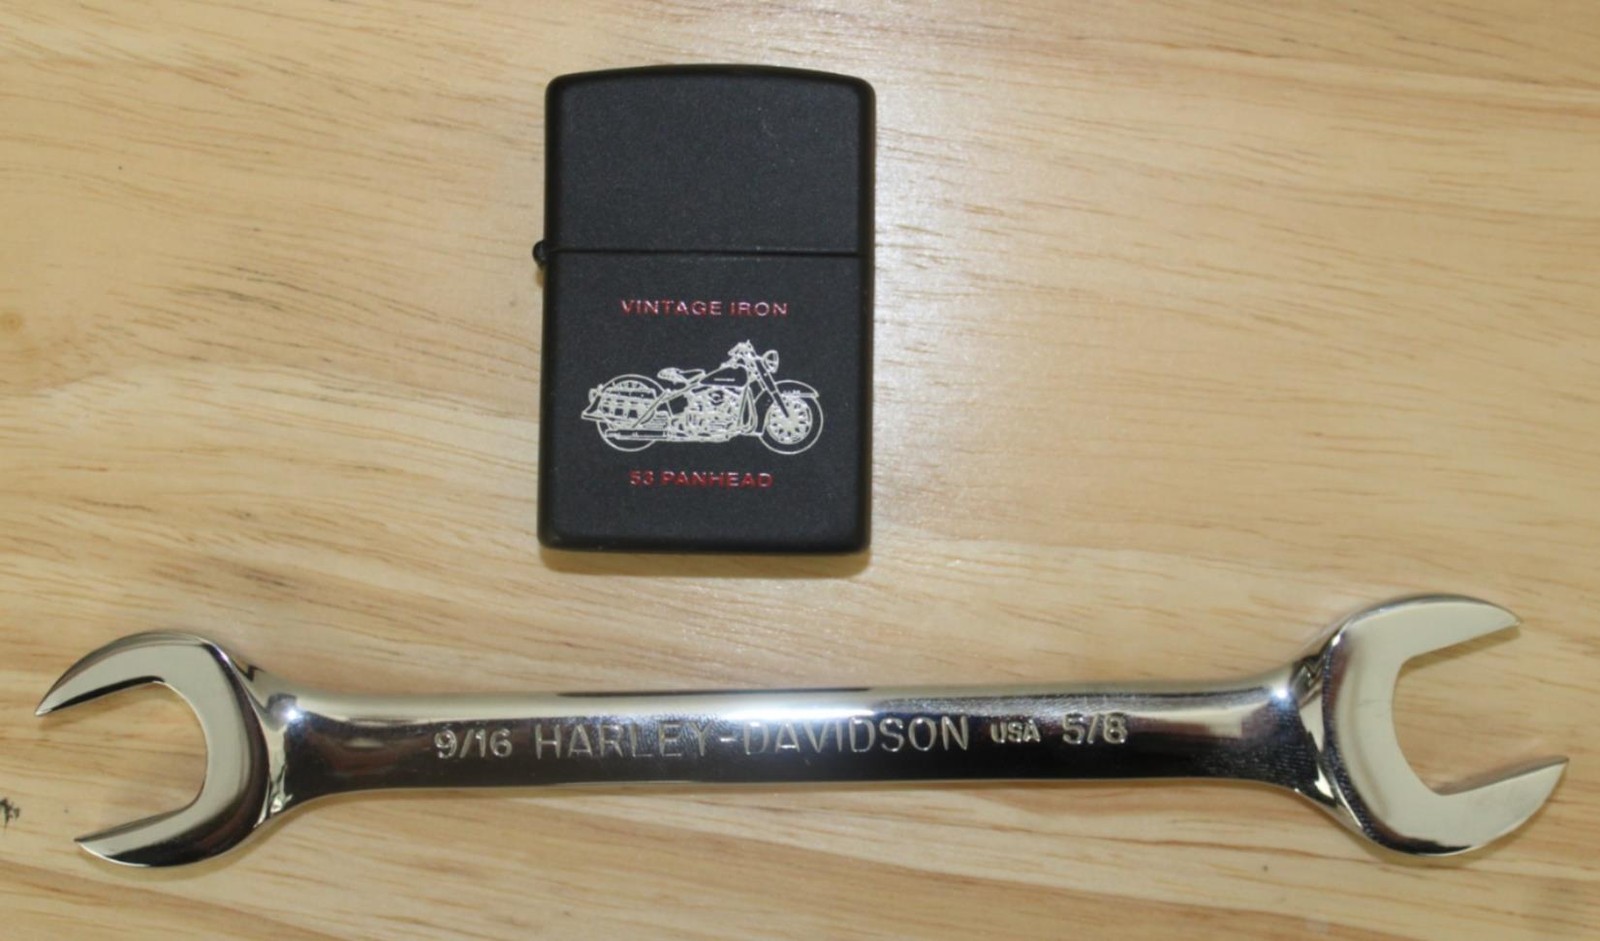 VINTAGE IRON
53 PANHEAD
9/16 HARLEY-DAVIDSON USA 5/8